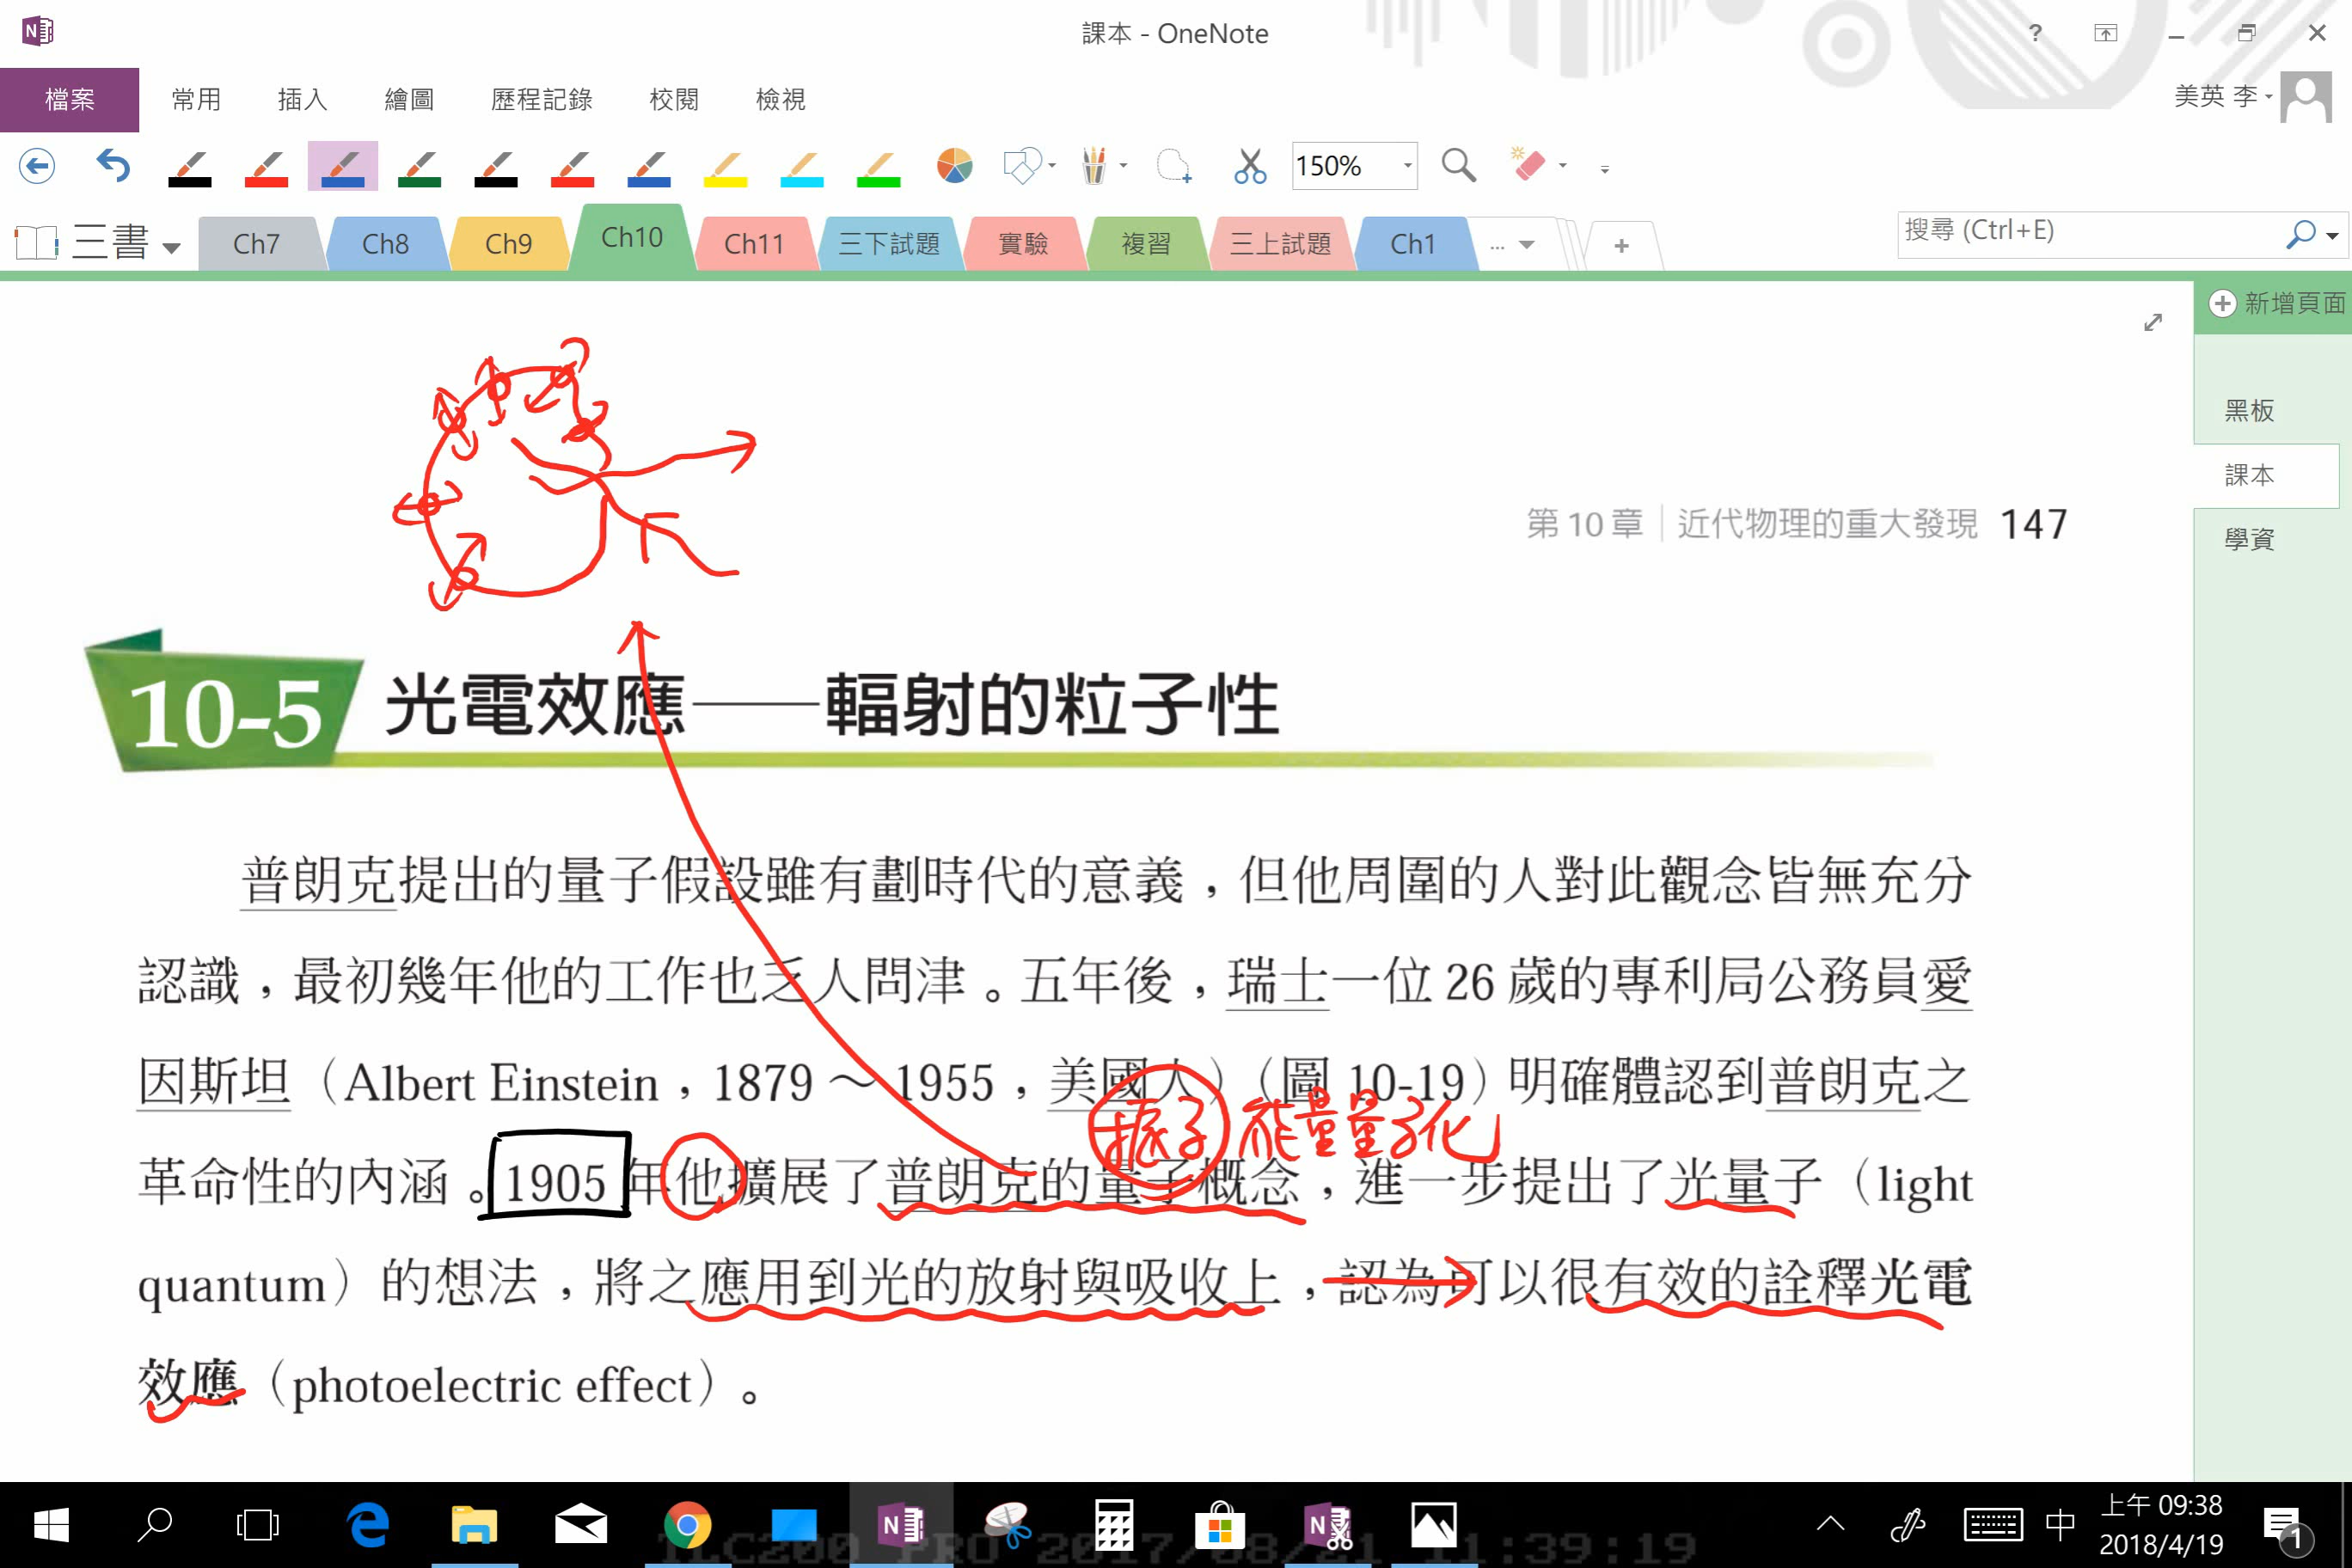 課本 - OneNote
?
檔案 常用 插入 繪圖 歷程記錄 校閱 檢視
美英 李
150%
三書 Ch7 Ch8 Ch9 Ch10 Ch11 三下試題 實驗 複習 三上試題 Ch1 ... +
搜尋 (Ctrl+E)
新增頁面
黑板
課本
學資
第 10 章｜近代物理的重大發現 147
10-5 光電效應——輻射的粒子性
普朗克提出的量子假設雖有劃時代的意義，但他周圍的人對此觀念皆無充分
認識，最初幾年他的工作也乏人問津。五年後，瑞士一位 26 歲的專利局公務員愛
因斯坦（Albert Einstein，1879～1955，美國人）（圖 10-19）明確體認到普朗克之
振子 能量量子化
革命性的內涵。1905 年他擴展了普朗克的量子概念，進一步提出了光量子（light
quantum）的想法，將之應用到光的放射與吸收上，認為可以很有效的詮釋光電
效應（photoelectric effect）。
中
上午 09:38
2018/4/19
1
TLC200 PRO 2017/08/21 11:39:19